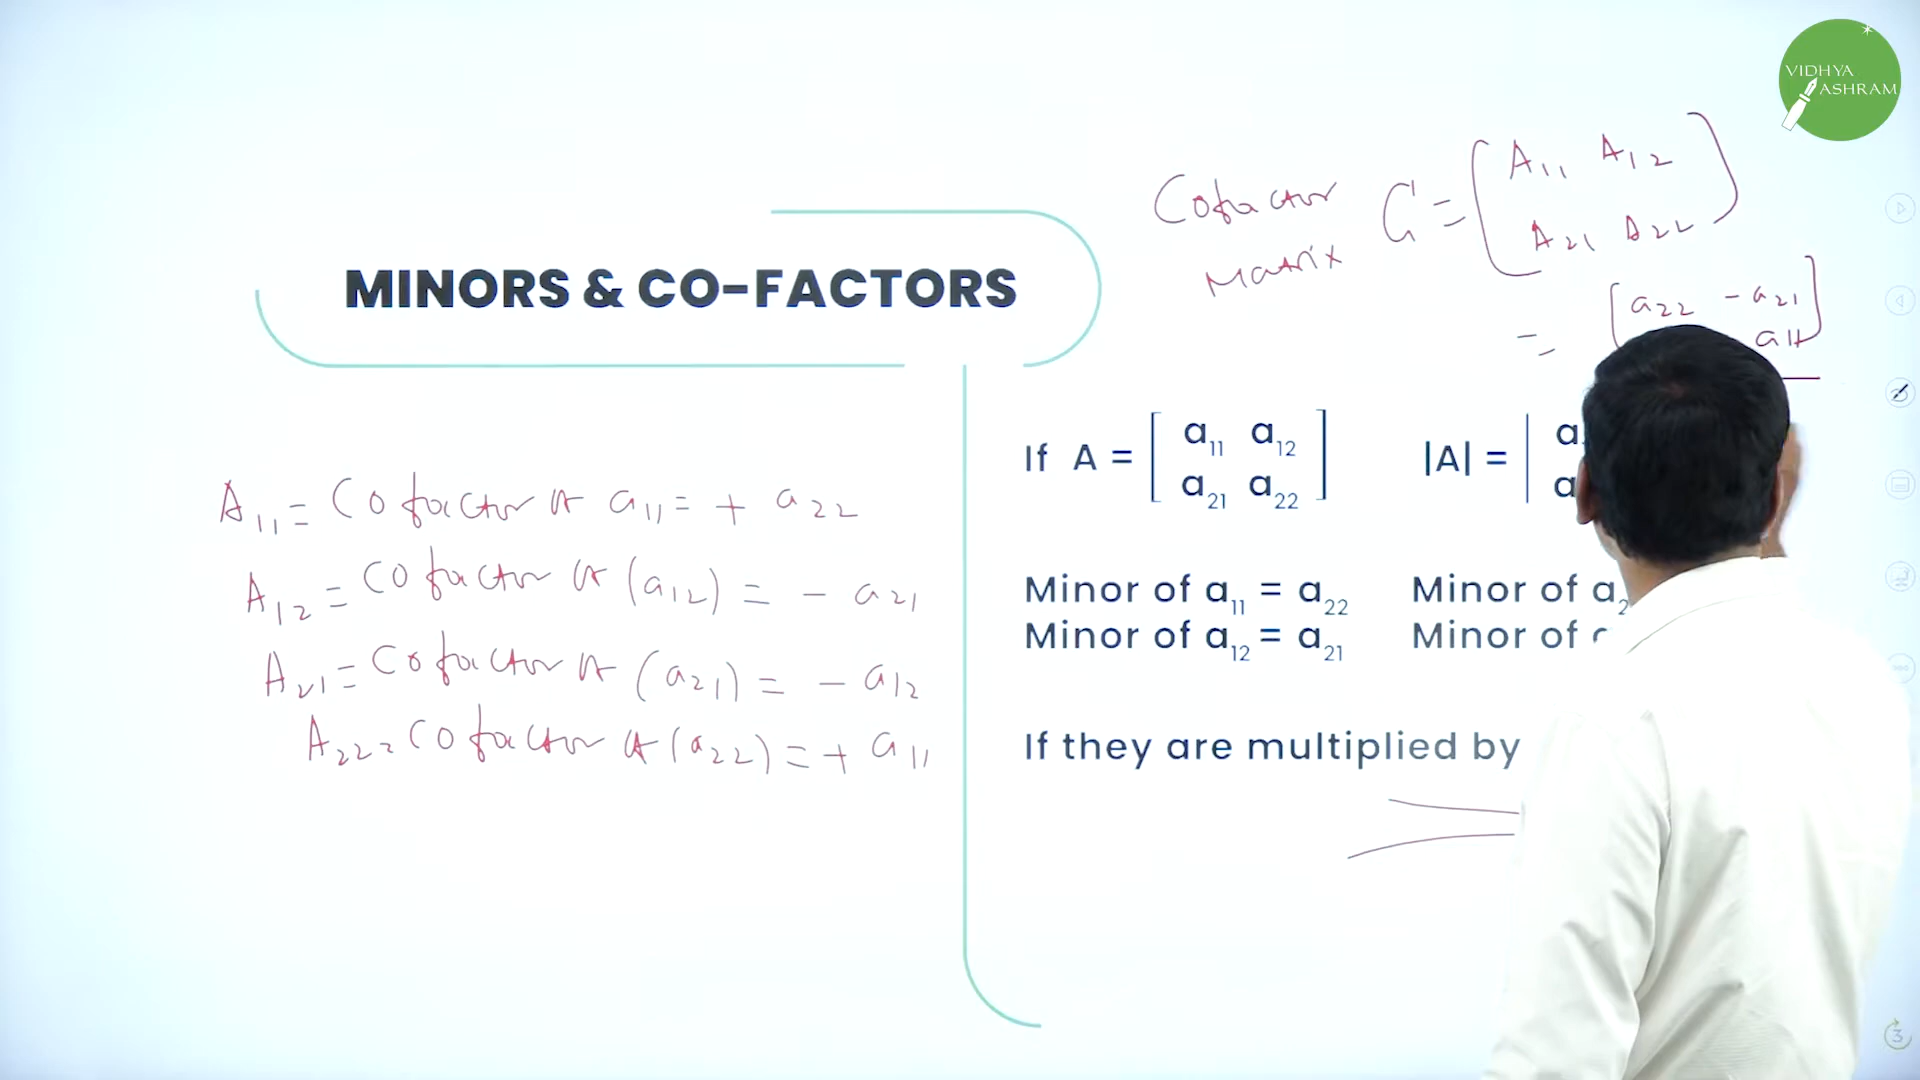 VIDHYA
ASHRAM
Cofactor
Matrix
C = [A11 A12
A21 A22]
= [a22 -a21
a11]
MINORS & CO-FACTORS
A11 = Cofactor of a11 = + a22
A12 = Cofactor of (a12) = - a21
A21 = Cofactor of (a21) = - a12
A22 = Cofactor of (a22) = + a11
If A = [a11 a12
a21 a22]
|A| = |a
a
Minor of a11 = a22
Minor of a12 = a21
Minor of a2
Minor of
If they are multiplied by
3